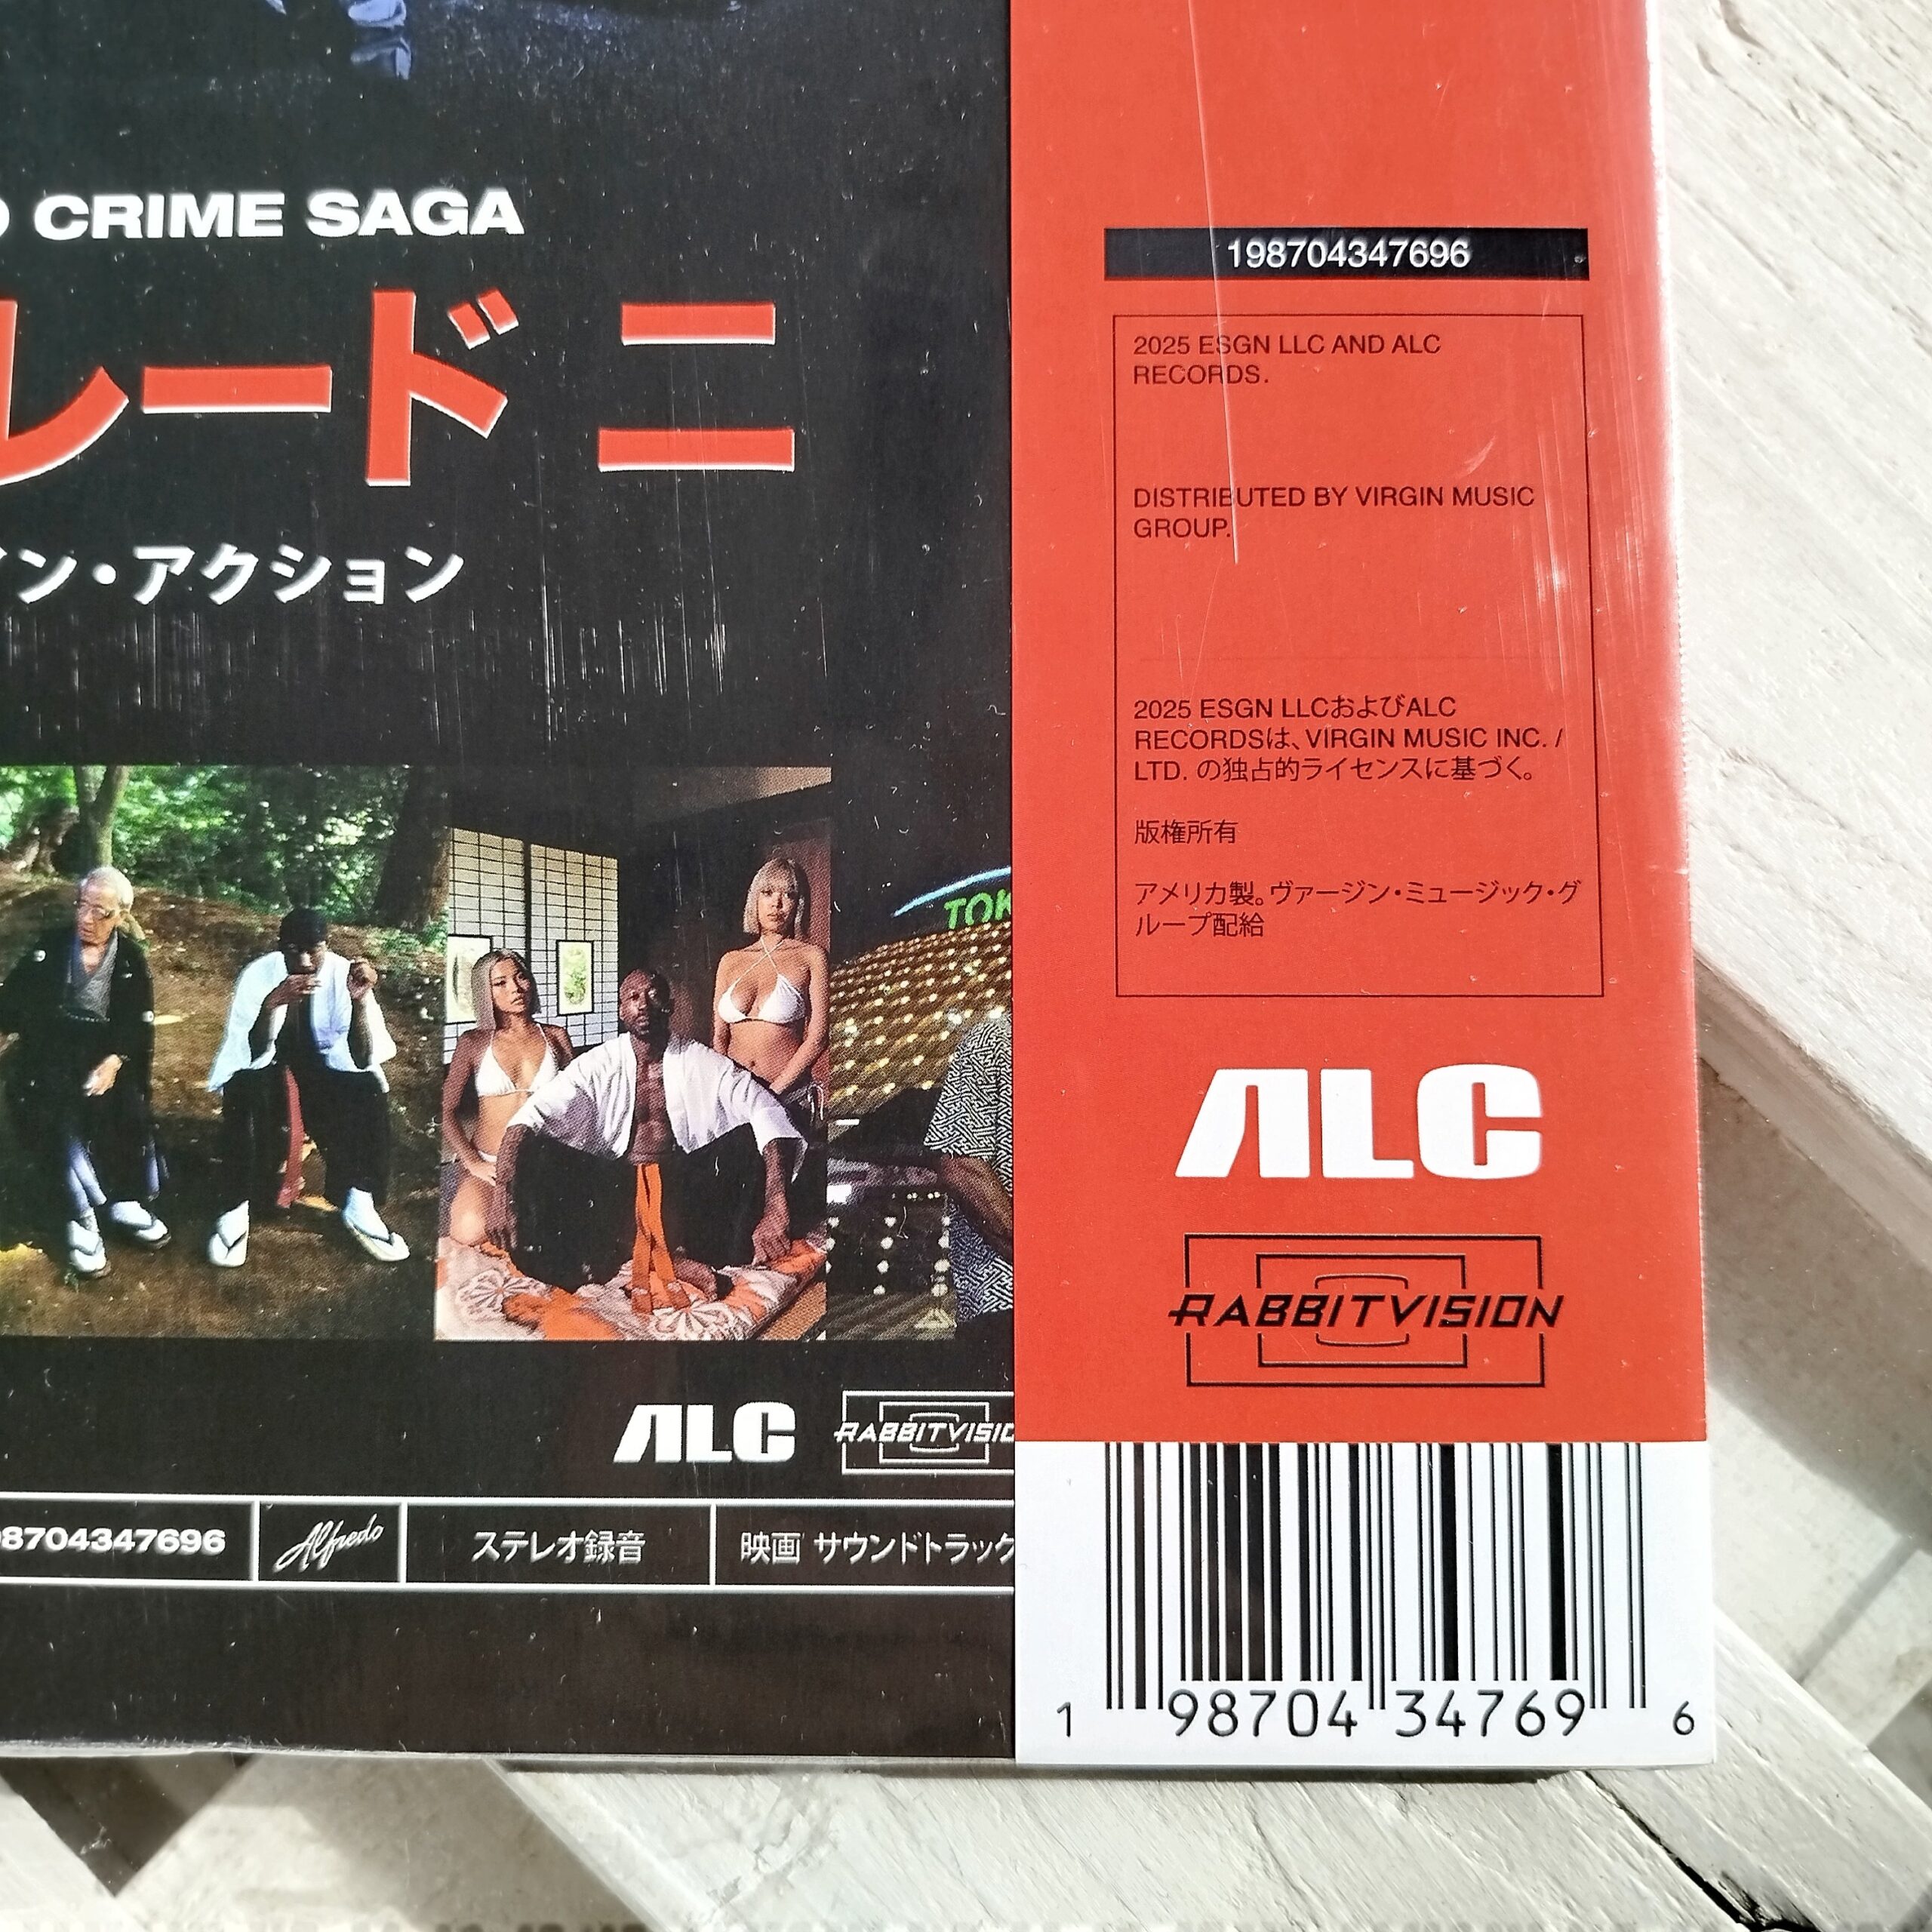 CRIME SAGA
レード 二
ン・アクション
TOK
ALC
RABBITVISIO
98704347696
Alfredo
ステレオ録音
映画 サウンドトラック
198704347696
2025 ESGN LLC AND ALC
RECORDS.
DISTRIBUTED BY VIRGIN MUSIC
GROUP.
2025 ESGN LLCおよびALC
RECORDSは、VIRGIN MUSIC INC. /
LTD. の独占的ライセンスに基づく。
版権所有
アメリカ製。ヴァージン・ミュージック・グ
ループ配給
ALC
RABBITVISION
1 98704 34769 6